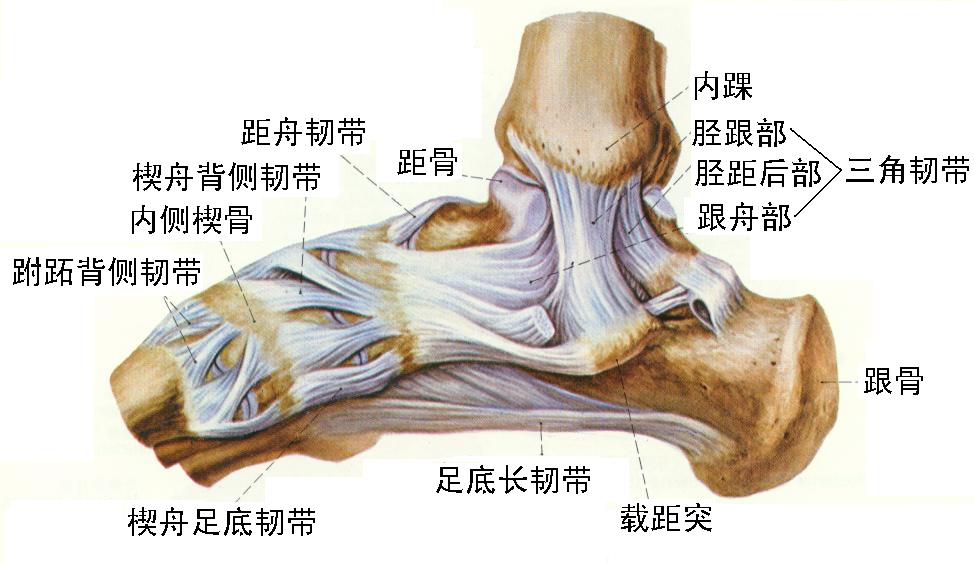 内踝
胫跟部
距舟韧带
距骨
胫距后部
三角韧带
楔舟背侧韧带
跟舟部
内侧楔骨
跗跖背侧韧带
跟骨
足底长韧带
楔舟足底韧带
载距突